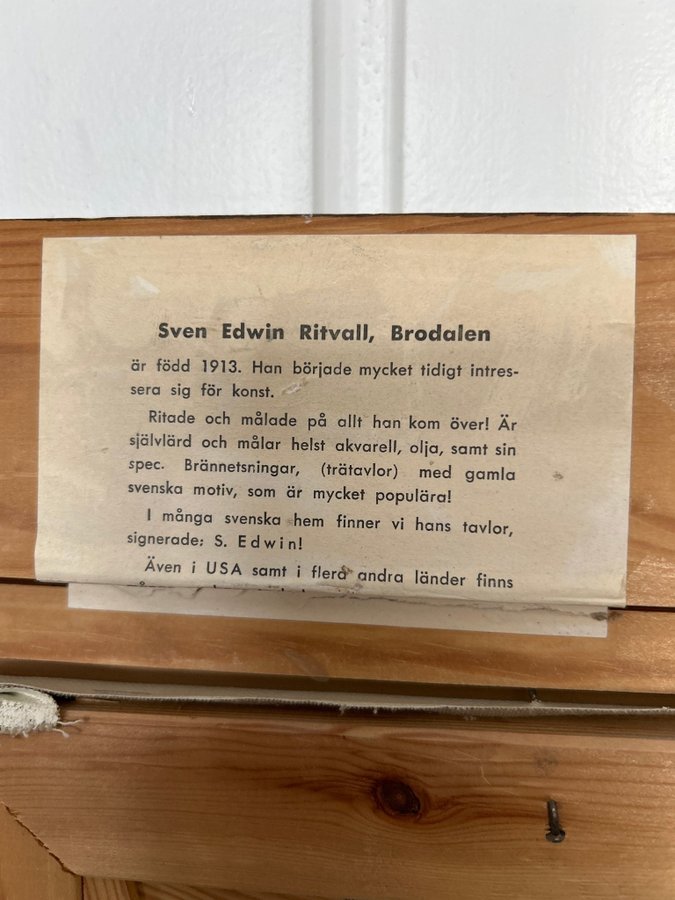 Sven Edwin Ritvall, Brodalen
är född 1913. Han började mycket tidigt intres-
sera sig för konst.
Ritade och målade på allt han kom över! Är
självlärd och målar helst akvarell, olja, samt sin
spec. Brännetsningar, (trätavlor) med gamla
svenska motiv, som är mycket populära!
I många svenska hem finner vi hans tavlor,
signerade: S. Edwin!
Även i USA samt i flera andra länder finns